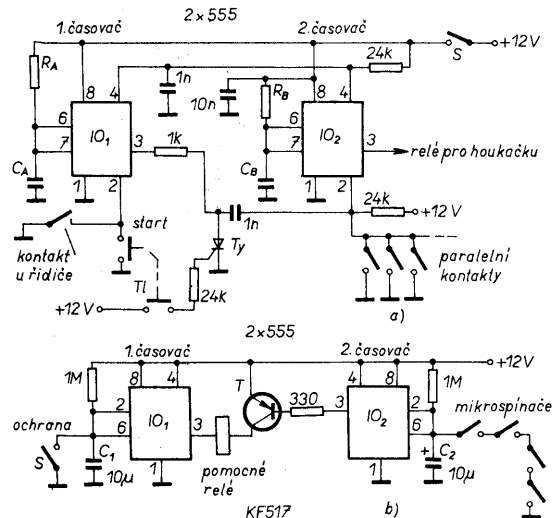 2×555
1. časovač
2. časovač
24k
S
+12V
R_A
8
4
1n
10n
R_B
8
4
6
7
IO₁
3
1k
6
7
IO₂
3
relé pro houkačku
C_A
1
2
C_B
1
2
24k
+12V
1n
start
kontakt
u řidiče
Ty
paralelní
kontakty
Tl
24k
+12V
a)
2×555
1. časovač
2. časovač
+12V
1M
8
4
T
330
8
4
1M
2
6
IO₁
3
3
IO₂
2
6
mikrospínače
ochrana
S
C₁
10μ
1
pomocné
relé
1
+
C₂
10μ
KF517
b)